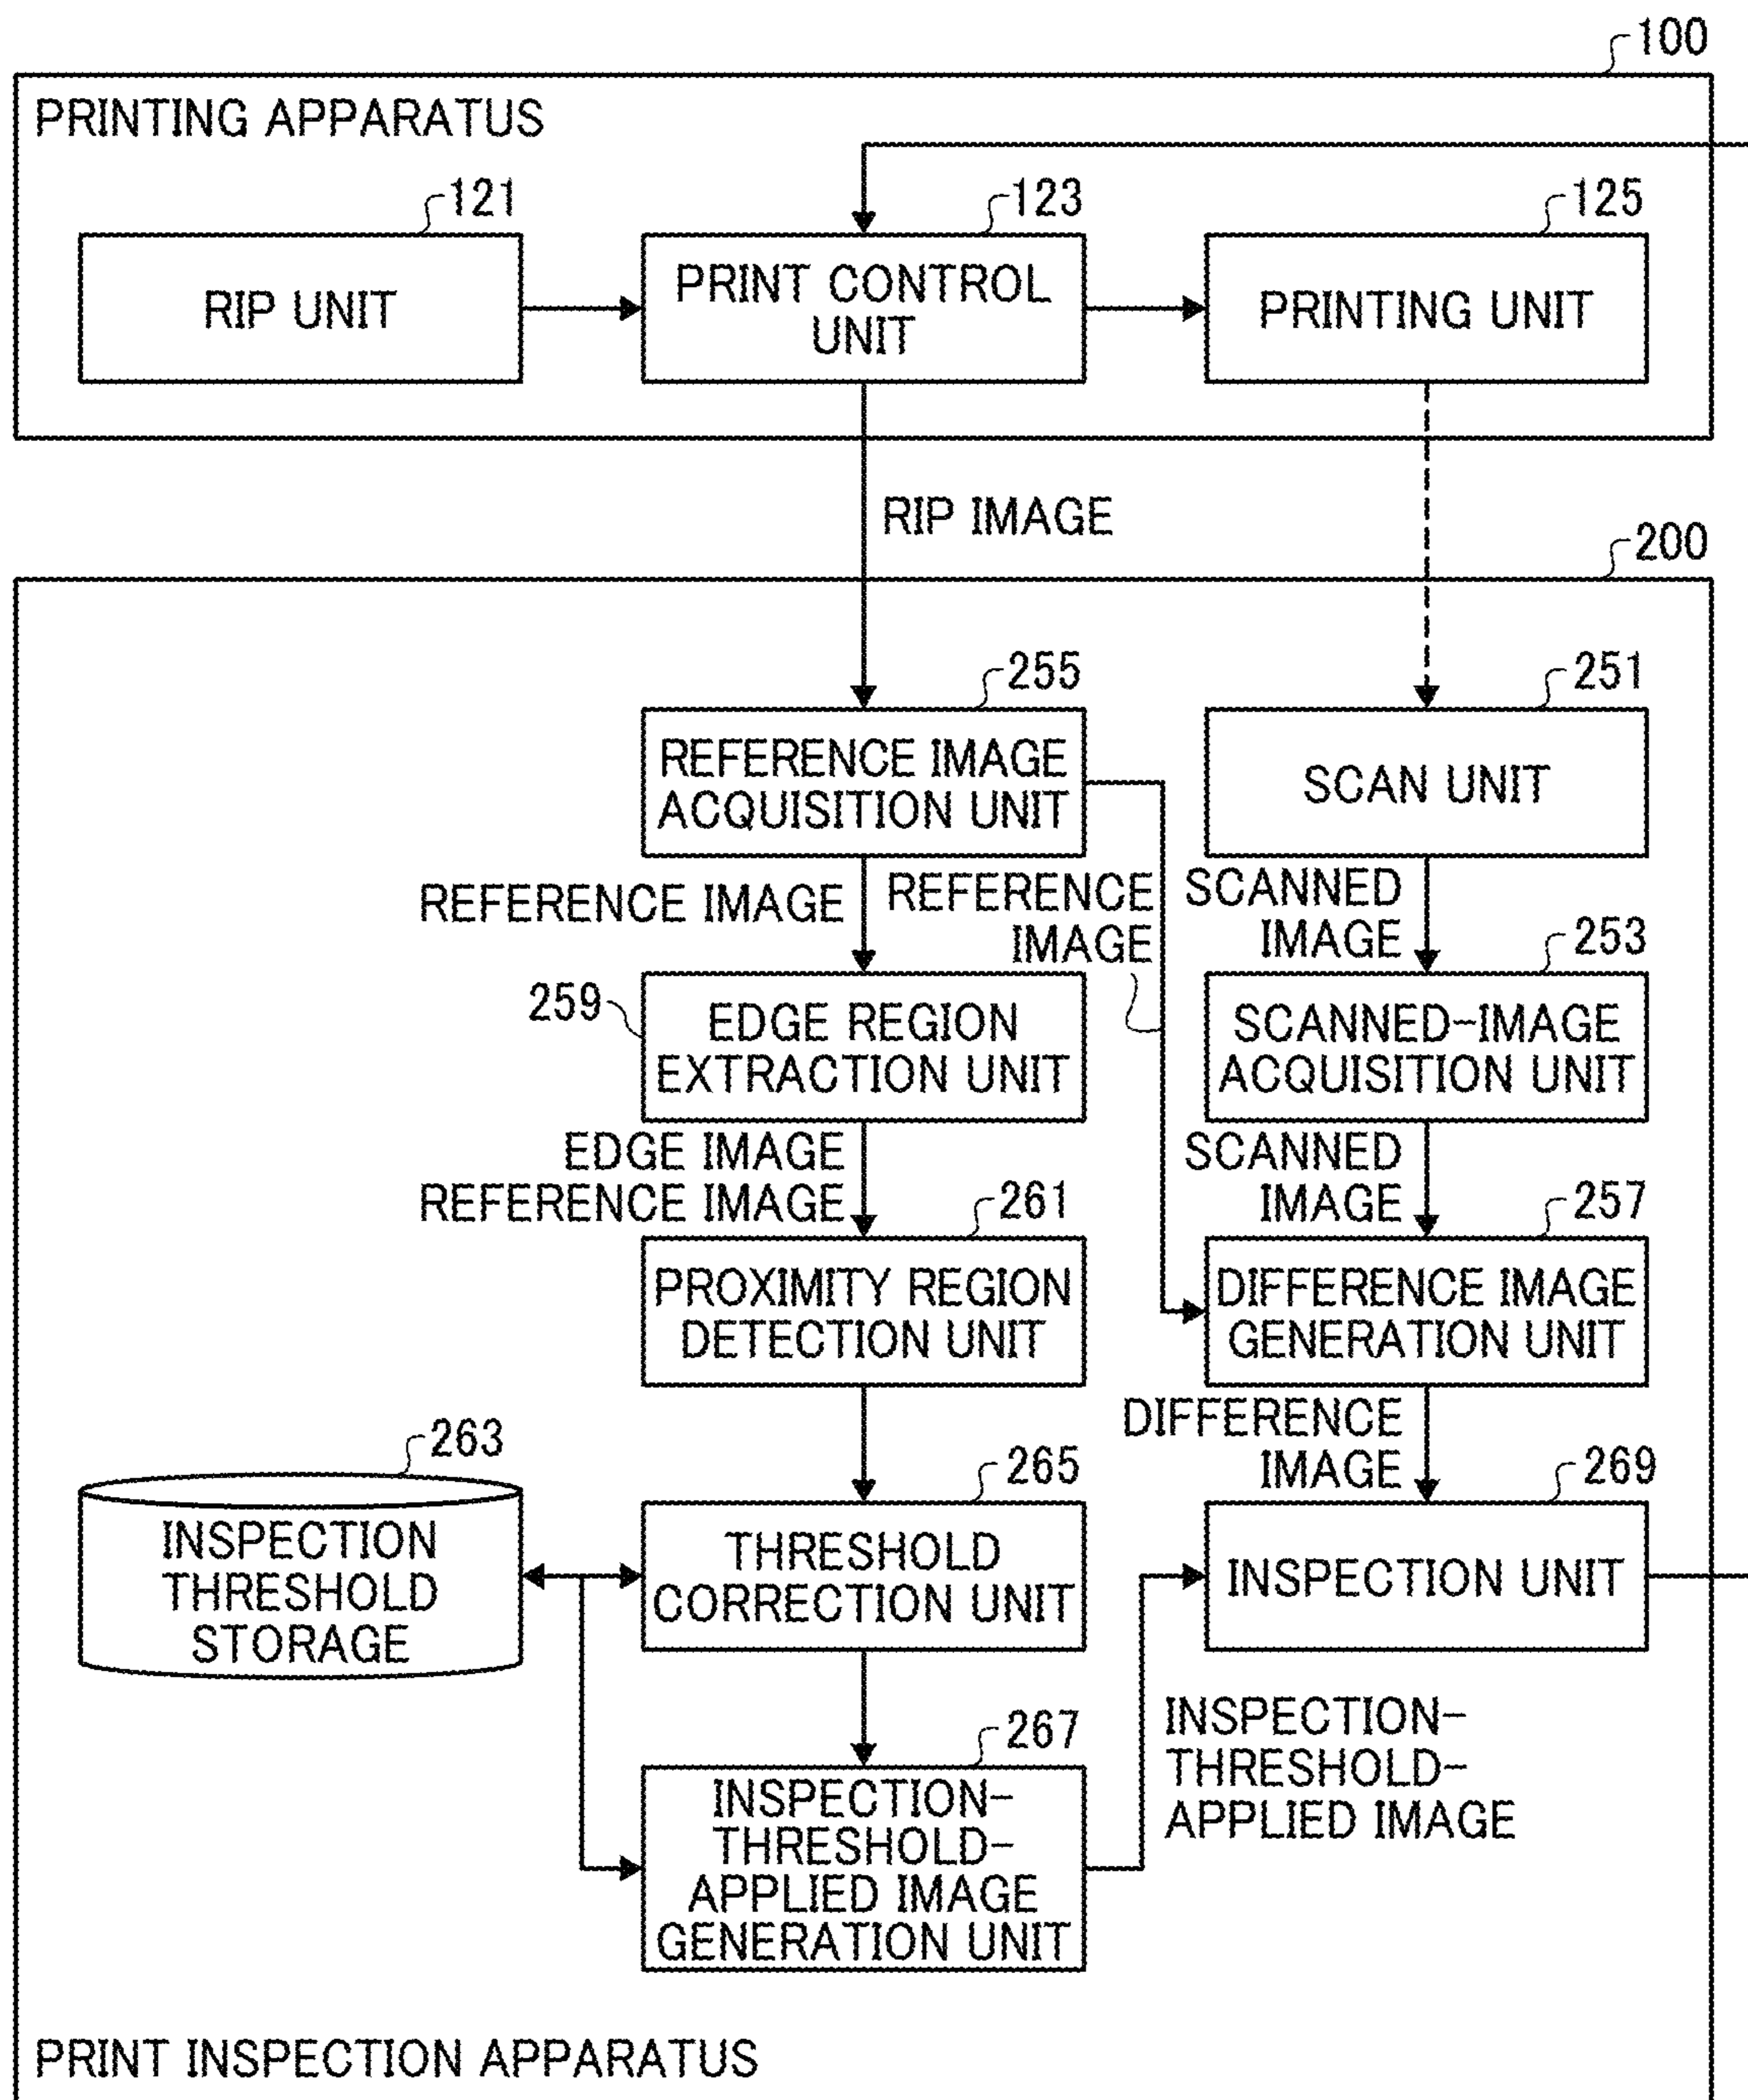 100
PRINTING APPARATUS
121
123
125
RIP UNIT
PRINT CONTROL
UNIT
PRINTING UNIT
RIP IMAGE
200
255
251
REFERENCE IMAGE
ACQUISITION UNIT
SCAN UNIT
REFERENCE IMAGE
REFERENCE
IMAGE
SCANNED
IMAGE
259
253
EDGE REGION
EXTRACTION UNIT
SCANNED-IMAGE
ACQUISITION UNIT
EDGE IMAGE
REFERENCE IMAGE
SCANNED
IMAGE
261
257
PROXIMITY REGION
DETECTION UNIT
DIFFERENCE IMAGE
GENERATION UNIT
DIFFERENCE
IMAGE
263
265
269
INSPECTION
THRESHOLD
STORAGE
THRESHOLD
CORRECTION UNIT
INSPECTION UNIT
267
INSPECTION-
THRESHOLD-
APPLIED IMAGE
GENERATION UNIT
INSPECTION-
THRESHOLD-
APPLIED IMAGE
PRINT INSPECTION APPARATUS